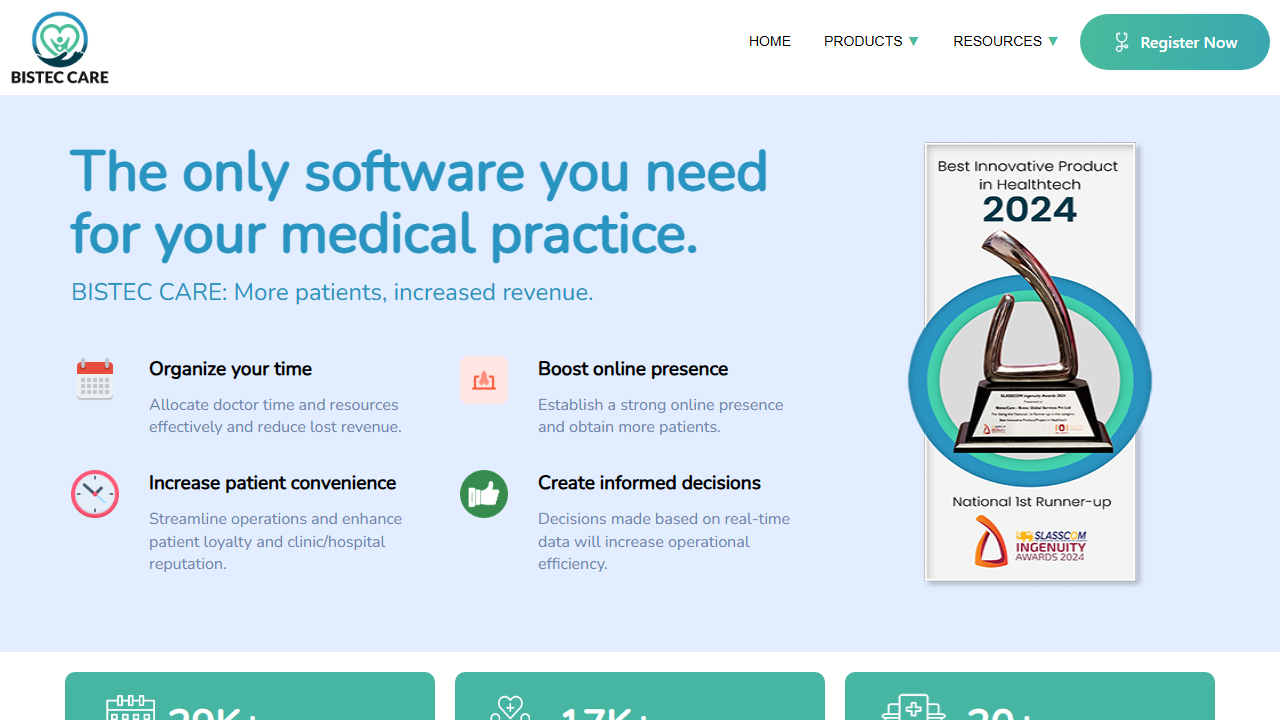 BISTEC CARE
HOME
PRODUCTS
RESOURCES
Register Now
The only software you need
for your medical practice.
BISTEC CARE: More patients, increased revenue.
Organize your time
Allocate doctor time and resources
effectively and reduce lost revenue.
Boost online presence
Establish a strong online presence
and obtain more patients.
Increase patient convenience
Streamline operations and enhance
patient loyalty and clinic/hospital
reputation.
Create informed decisions
Decisions made based on real-time
data will increase operational
efficiency.
Best Innovative Product
in Healthtech
2024
SLASSCOM Ingenuity Awards 2024
National 1st Runner-up
SLASSCOM
INGENUITY
AWARDS 2024